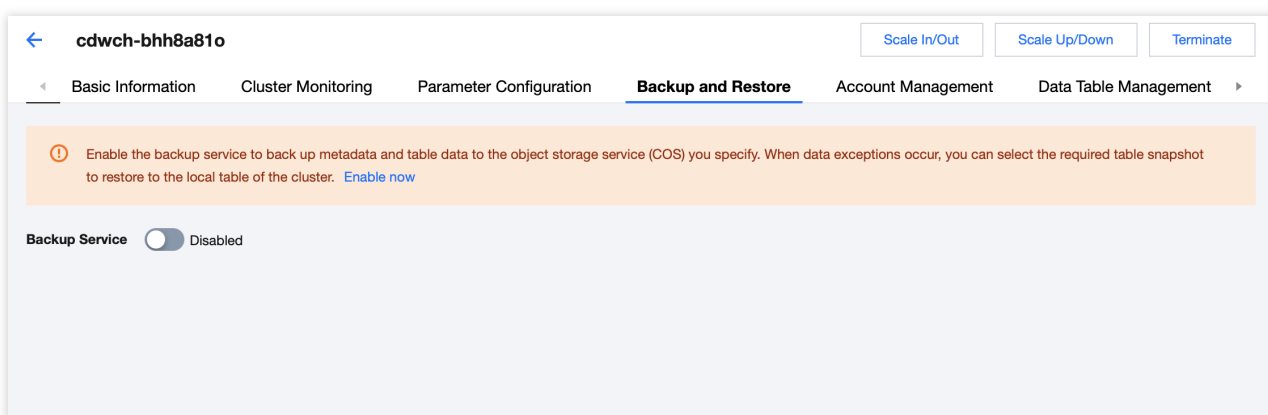 cdwch-bhh8a81o
Scale In/Out
Scale Up/Down
Terminate
Basic Information
Cluster Monitoring
Parameter Configuration
Backup and Restore
Account Management
Data Table Management
Enable the backup service to back up metadata and table data to the object storage service (COS) you specify. When data exceptions occur, you can select the required table snapshot
to restore to the local table of the cluster. Enable now
Backup Service
Disabled